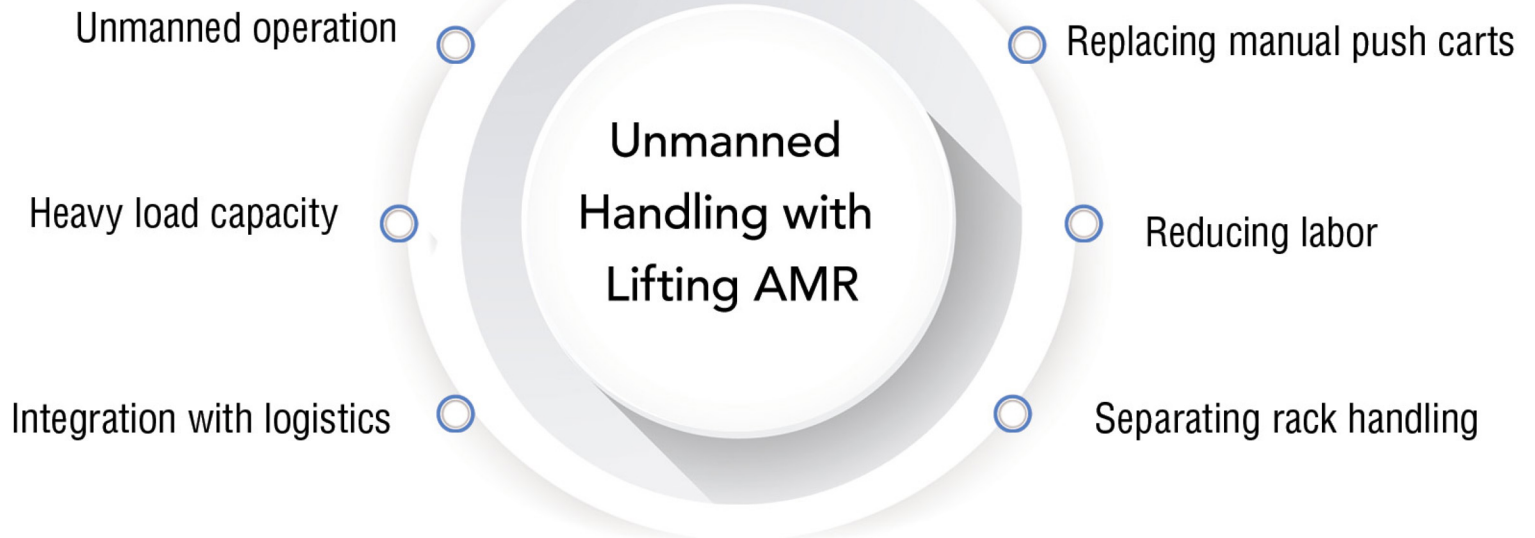 Unmanned operation
Replacing manual push carts
Unmanned
Handling with
Lifting AMR
Heavy load capacity
Reducing labor
Integration with logistics
Separating rack handling